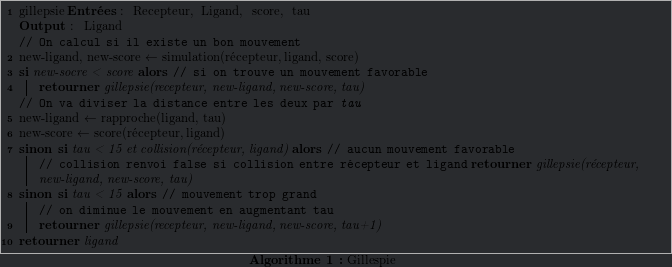 1 gillespie Entrées : Recepteur, Ligand, score, tau
Output : Ligand
// On calcul si il existe un bon mouvement
2 new-ligand, new-score ← simulation(récepteur, ligand, score)
3 si new-socre < score alors // si on trouve un mouvement favorable
4 retourner gillepsie(recepteur, new-ligand, new-score, tau)
// On va diviser la distance entre les deux par tau
5 new-ligand ← rapproche(ligand, tau)
6 new-score ← score(récepteur, ligand)
7 sinon si tau < 15 et collision(récepteur, ligand) alors // aucun mouvement favorable
// collision renvoi false si collision entre récepteur et ligand retourner gillepsie(récepteur,
new-ligand, new-score, tau)
8 sinon si tau < 15 alors // mouvement trop grand
// on diminue le mouvement en augmentant tau
9 retourner gillepsie(recepteur, new-ligand, new-score, tau+1)
10 retourner ligand
Algorithme 1 : Gillespie